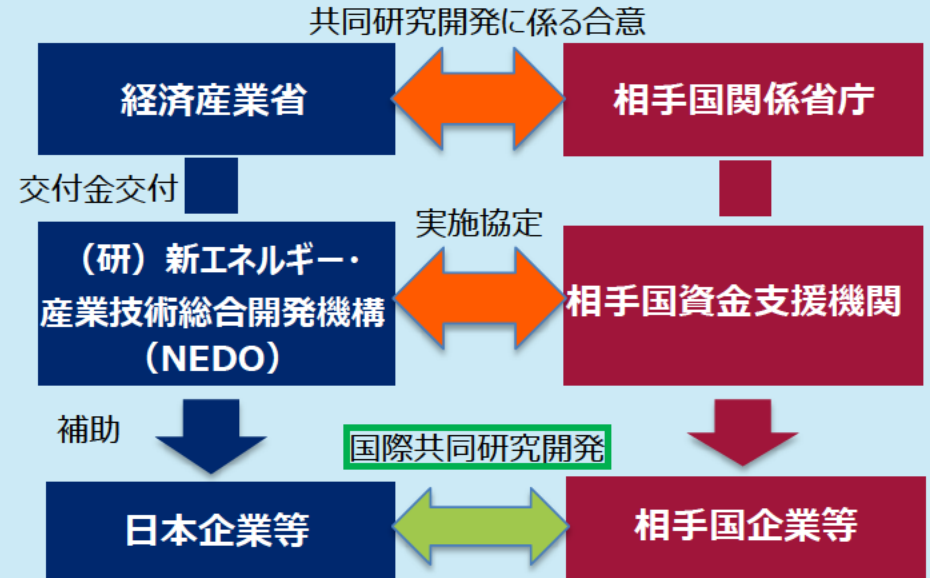 共同研究開発に係る合意
経済産業省
相手国関係省庁
交付金交付
実施協定
（研）新エネルギー・
産業技術総合開発機構
（NEDO）
相手国資金支援機関
補助
国際共同研究開発
日本企業等
相手国企業等